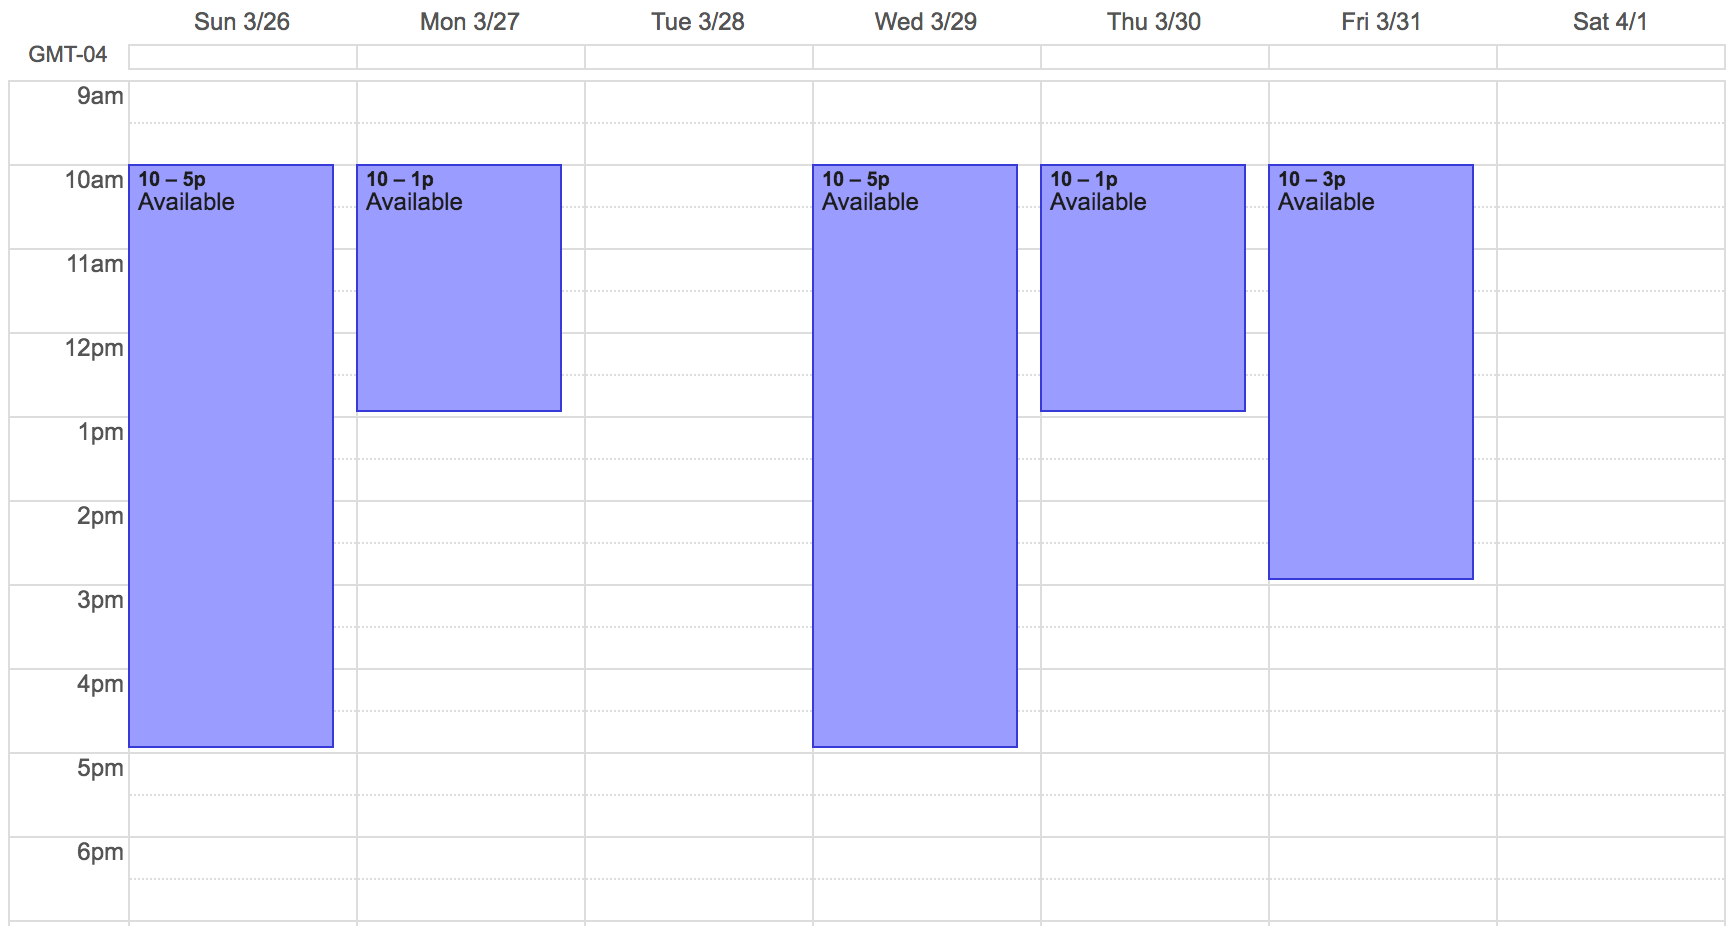 Sun 3/26 Mon 3/27 Tue 3/28 Wed 3/29 Thu 3/30 Fri 3/31 Sat 4/1
GMT-04
9am
10am
10 – 5p 10 – 1p 10 – 5p 10 – 1p 10 – 3p
Available Available Available Available Available
11am
12pm
1pm
2pm
3pm
4pm
5pm
6pm